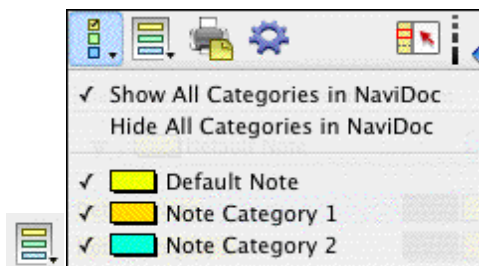 ✓ Show All Categories in NaviDoc
Hide All Categories in NaviDoc
✓ Default Note
✓ Note Category 1
✓ Note Category 2